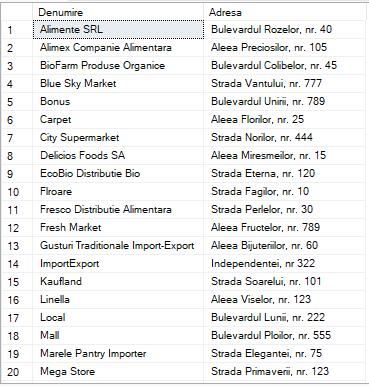 Denumire Adresa
1 Alimente SRL Bulevardul Rozelor, nr. 40
2 Alimex Companie Alimentara Aleea Preciosilor, nr. 105
3 BioFarm Produse Organice Bulevardul Colibelor, nr. 45
4 Blue Sky Market Strada Vantului, nr. 777
5 Bonus Bulevardul Unirii, nr. 789
6 Carpet Aleea Florilor, nr. 25
7 City Supermarket Strada Norilor, nr. 444
8 Delicios Foods SA Aleea Miresmeilor, nr. 15
9 EcoBio Distributie Bio Strada Eterna, nr. 120
10 Flroare Strada Fagilor, nr. 10
11 Fresco Distributie Alimentara Strada Perlelor, nr. 30
12 Fresh Market Aleea Fructelor, nr. 789
13 Gusturi Traditionale Import-Export Aleea Bijuteriilor, nr. 60
14 ImportExport Independentei, nr 322
15 Kaufland Strada Soarelui, nr. 101
16 Linella Aleea Viselor, nr. 123
17 Local Bulevardul Lunii, nr. 222
18 Mall Bulevardul Ploilor, nr. 555
19 Marele Pantry Importer Strada Elegantei, nr. 75
20 Mega Store Strada Primaverii, nr. 123